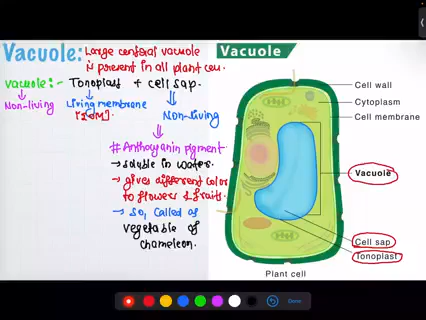 Vacuole: Large central vacuole
is present in all plant cell.
Vacuole:- Tonoplast + cell sap.
Non-living Living membrane Non-living
# Anthocyanin pigment
→ soluble in water.
→ gives different color
to flowers & fruits.
→ so, called as
vegetable of
chameleon.
Vacuole
Cell wall
Cytoplasm
Cell membrane
Vacuole
Cell sap
Tonoplast
Plant cell
Done